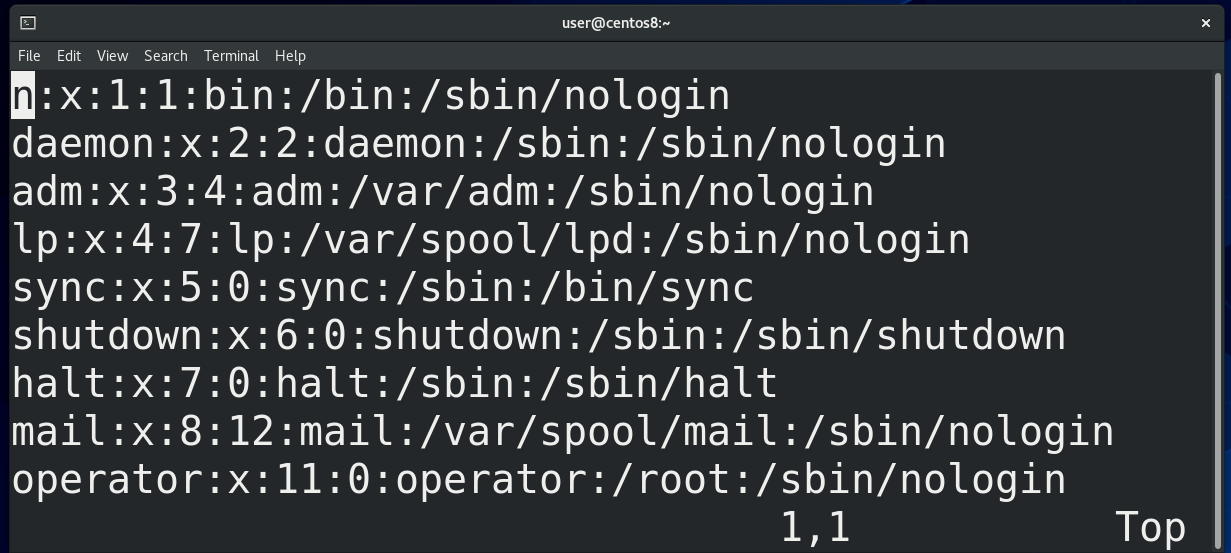 user@centos8:~
File Edit View Search Terminal Help
n:x:1:1:bin:/bin:/sbin/nologin
daemon:x:2:2:daemon:/sbin:/sbin/nologin
adm:x:3:4:adm:/var/adm:/sbin/nologin
lp:x:4:7:lp:/var/spool/lpd:/sbin/nologin
sync:x:5:0:sync:/sbin:/bin/sync
shutdown:x:6:0:shutdown:/sbin:/sbin/shutdown
halt:x:7:0:halt:/sbin:/sbin/halt
mail:x:8:12:mail:/var/spool/mail:/sbin/nologin
operator:x:11:0:operator:/root:/sbin/nologin
1,1 Top